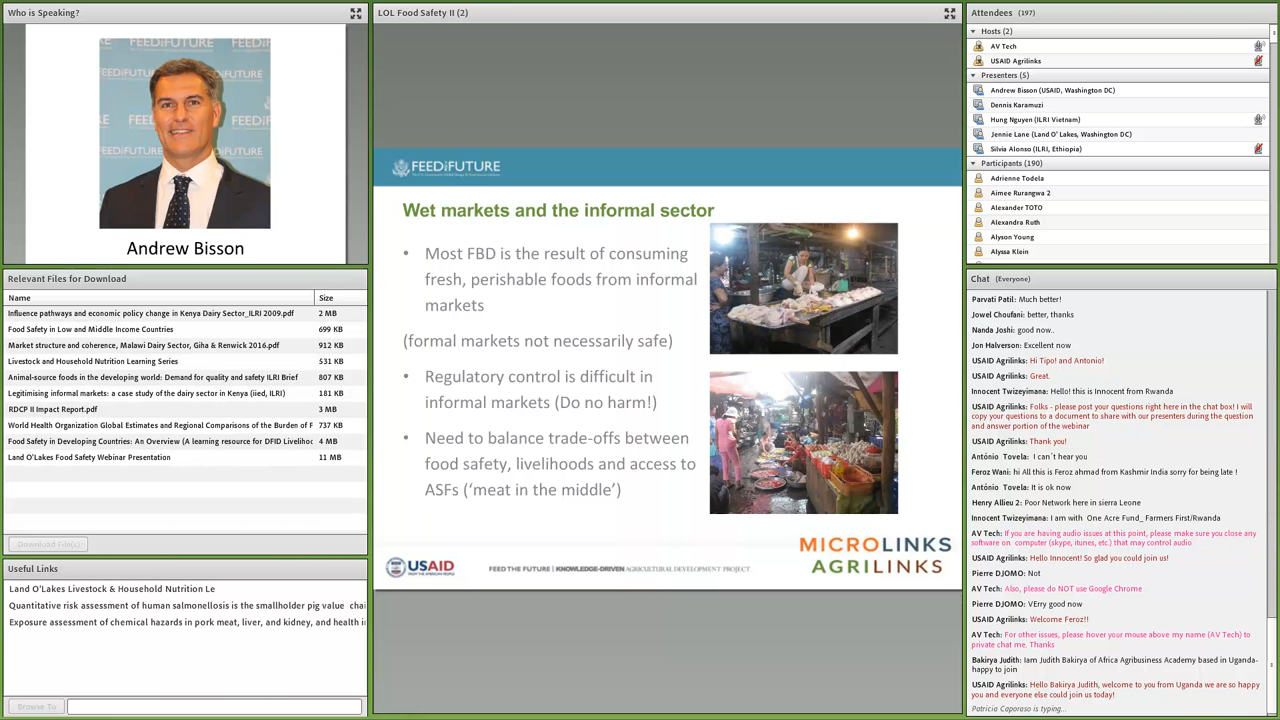 Who is Speaking?
FEED FUTURE
Andrew Bisson
Relevant Files for Download
Name Size
Influence pathways and economic policy change in Kenya Dairy Sector_ILRI 2009.pdf 2 MB
Food Safety in Low and Middle Income Countries 699 KB
Market structure and coherence, Malawi Dairy Sector, Giha & Renwick 2016.pdf 912 KB
Livestock and Household Nutrition Learning Series 531 KB
Animal-source foods in the developing world: Demand for quality and safety ILRI Brief 807 KB
Legitimising informal markets: a case study of the dairy sector in Kenya (iied, ILRI) 181 KB
RDCP II Impact Report.pdf 3 MB
World Health Organization Global Estimates and Regional Comparisons of the Burden of F 737 KB
Food Safety in Developing Countries: An Overview (A learning resource for DFID Livelihoc 4 MB
Land O'Lakes Food Safety Webinar Presentation 11 MB
Download File(s)
Useful Links
Land O'Lakes Livestock & Household Nutrition Le
Quantitative risk assessment of human salmonellosis is the smallholder pig value chai
Exposure assessment of chemical hazards in pork meat, liver, and kidney, and health i
Browse To
LOL Food Safety II (2)
FEED THE FUTURE
Wet markets and the informal sector
• Most FBD is the result of consuming
fresh, perishable foods from informal
markets
(formal markets not necessarily safe)
• Regulatory control is difficult in
informal markets (Do no harm!)
• Need to balance trade-offs between
food safety, livelihoods and access to
ASFs (‘meat in the middle’)
USAID
FROM THE AMERICAN PEOPLE
FEED THE FUTURE | KNOWLEDGE-DRIVEN AGRICULTURAL DEVELOPMENT PROJECT
MICROLINKS
AGRILINKS
Attendees (197)
Hosts (2)
AV Tech
USAID Agrilinks
Presenters (5)
Andrew Bisson (USAID, Washington DC)
Dennis Karamuzi
Hung Nguyen (ILRI Vietnam)
Jennie Lane (Land O' Lakes, Washington DC)
Silvia Alonso (ILRI, Ethiopia)
Participants (190)
Adrienne Todela
Aimee Rurangwa 2
Alexander TOTO
Alexandra Ruth
Alyson Young
Alyssa Klein
Chat (Everyone)
Parvati Patil: Much better!
Jowel Choufani: better, thanks
Nanda Joshi: good now..
Jon Halverson: Excellent now
USAID Agrilinks: Hi Tipo! and Antonio!
USAID Agrilinks: Great.
Innocent Twizeyimana: Hello! this is Innocent from Rwanda
USAID Agrilinks: Folks - please post your questions right here in the chat box! I will
copy your questions to a document to share with our presenters during the question
and answer portion of the webinar
USAID Agrilinks: Thank you!
António Tovela: I can´t hear you
Feroz Wani: hi All this is Feroz ahmad from Kashmir India sorry for being late !
António Tovela: It is ok now
Henry Allieu 2: Poor Network here in sierra Leone
Innocent Twizeyimana: I am with One Acre Fund_ Farmers First/Rwanda
AV Tech: If you are having audio issues at this point, please make sure you close any
software on computer (skype, itunes, etc.) that may control audio
USAID Agrilinks: Hello Innocent! So glad you could join us!
Pierre DJOMO: Not
AV Tech: Also, please do NOT use Google Chrome
Pierre DJOMO: VErry good now
USAID Agrilinks: Welcome Feroz!!
AV Tech: For other issues, please hover your mouse above my name (AV Tech) to
private chat me. Thanks
Bakirya Judith: Iam Judith Bakirya of Africa Agribusiness Academy based in Uganda-
happy to join
USAID Agrilinks: Hello Bakirya Judith, welcome to you from Uganda we are so happy
you and everyone else could join us today!
Patricia Caporaso is typing...